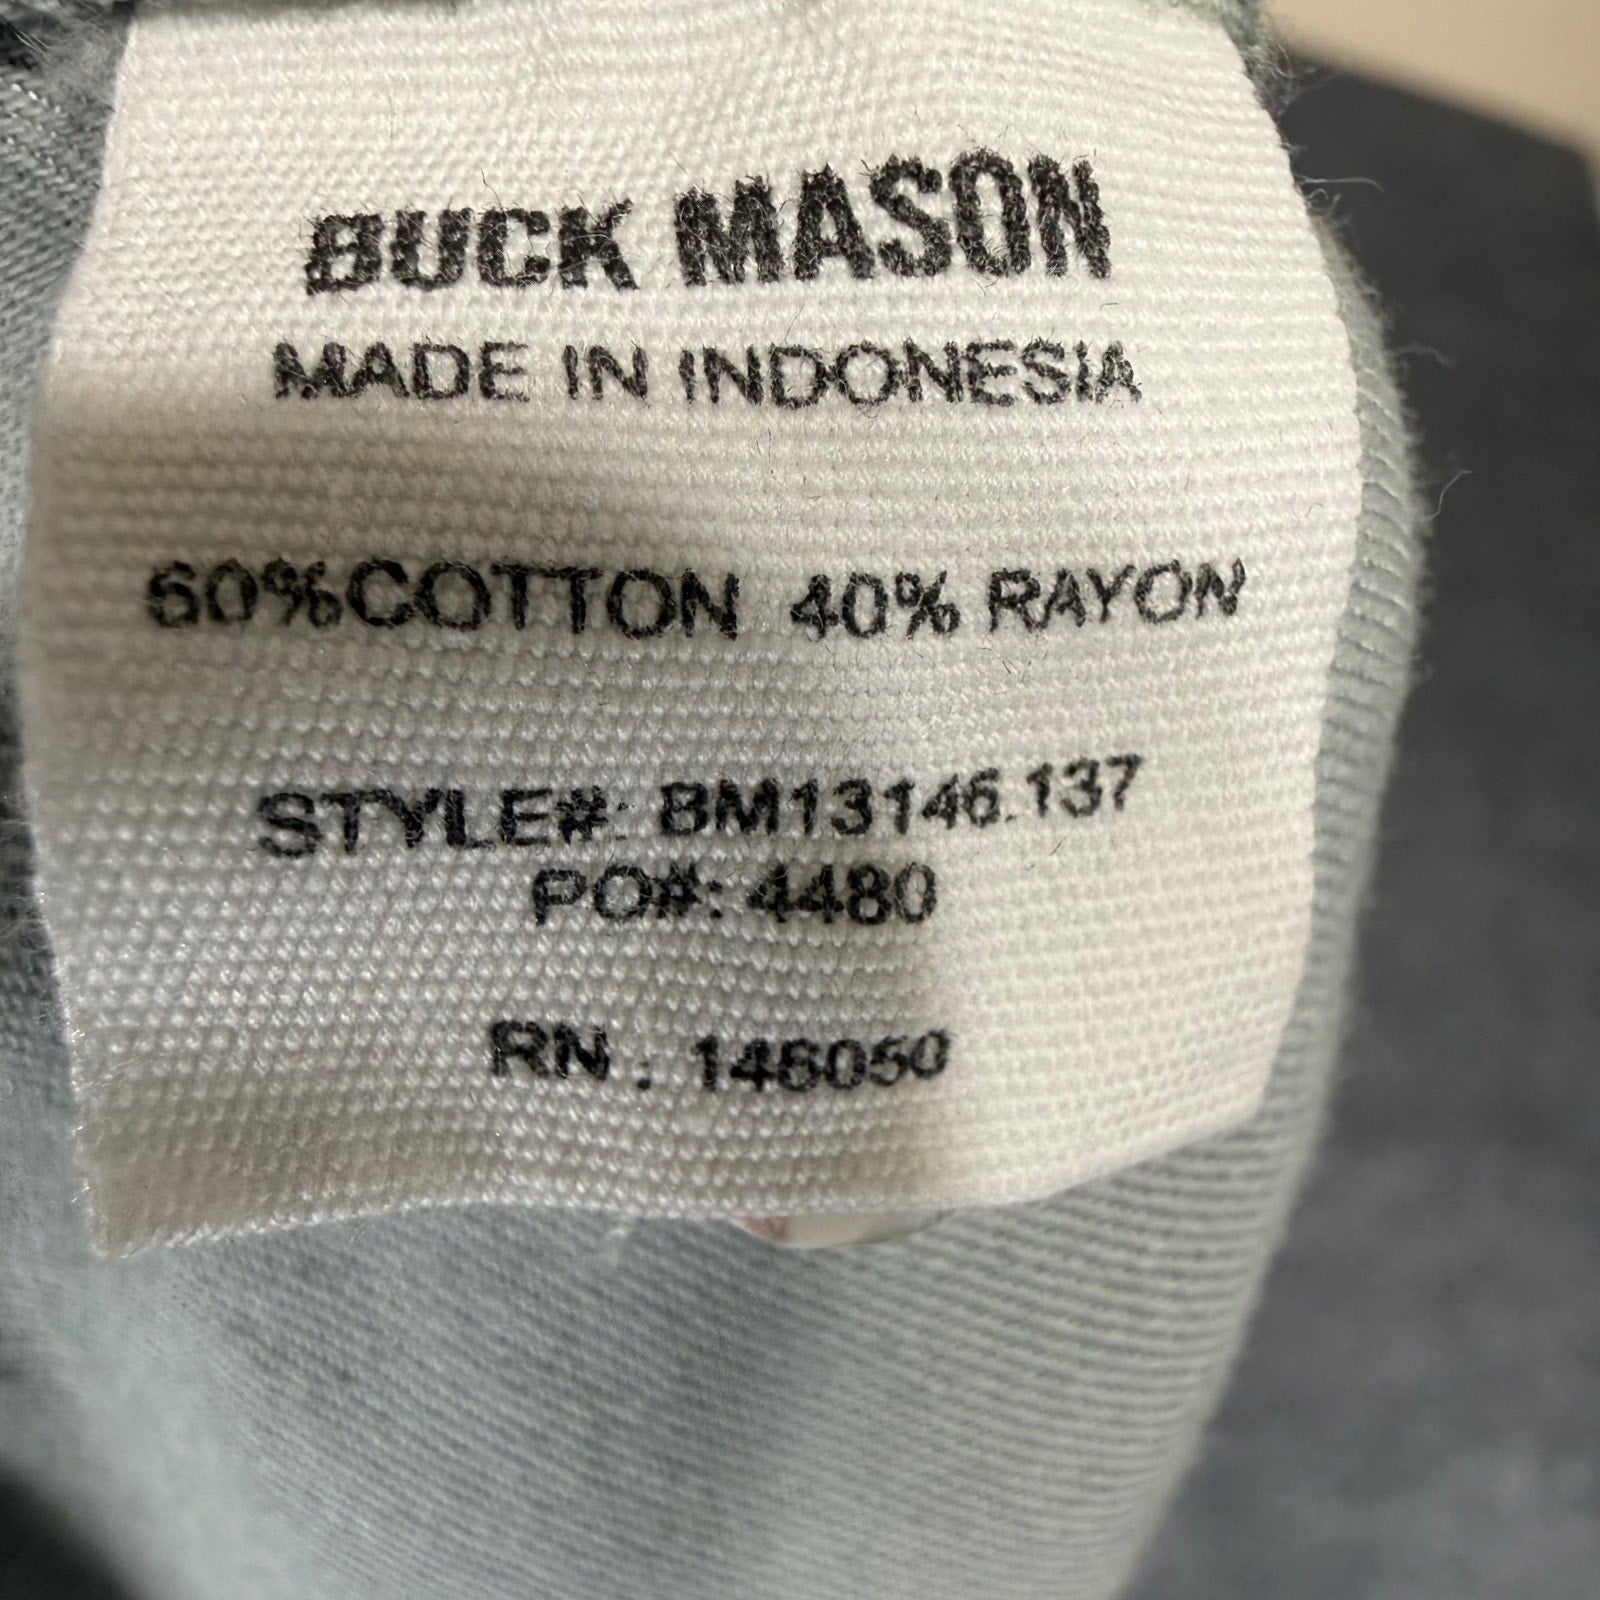 BUCK MASON
MADE IN INDONESIA
60%COTTON 40% RAYON
STYLE#: BM13146.137
PO#: 4480
RN : 146050